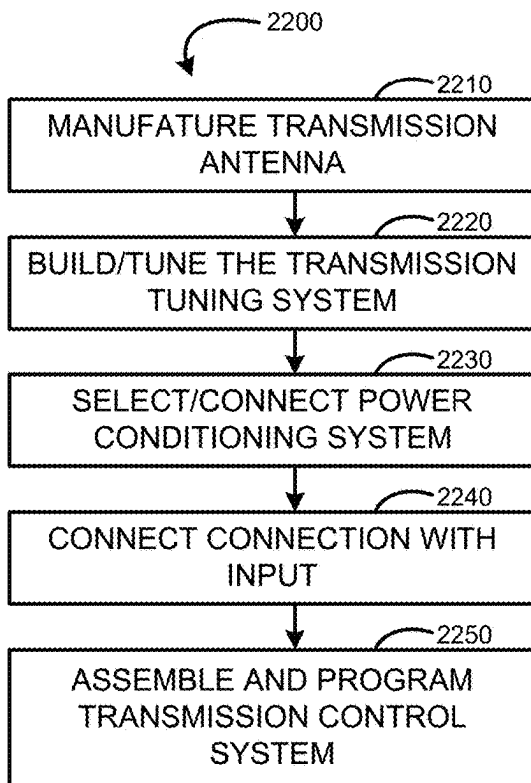 2200
2210
MANUFATURE TRANSMISSION
ANTENNA
2220
BUILD/TUNE THE TRANSMISSION
TUNING SYSTEM
2230
SELECT/CONNECT POWER
CONDITIONING SYSTEM
2240
CONNECT CONNECTION WITH
INPUT
2250
ASSEMBLE AND PROGRAM
TRANSMISSION CONTROL
SYSTEM